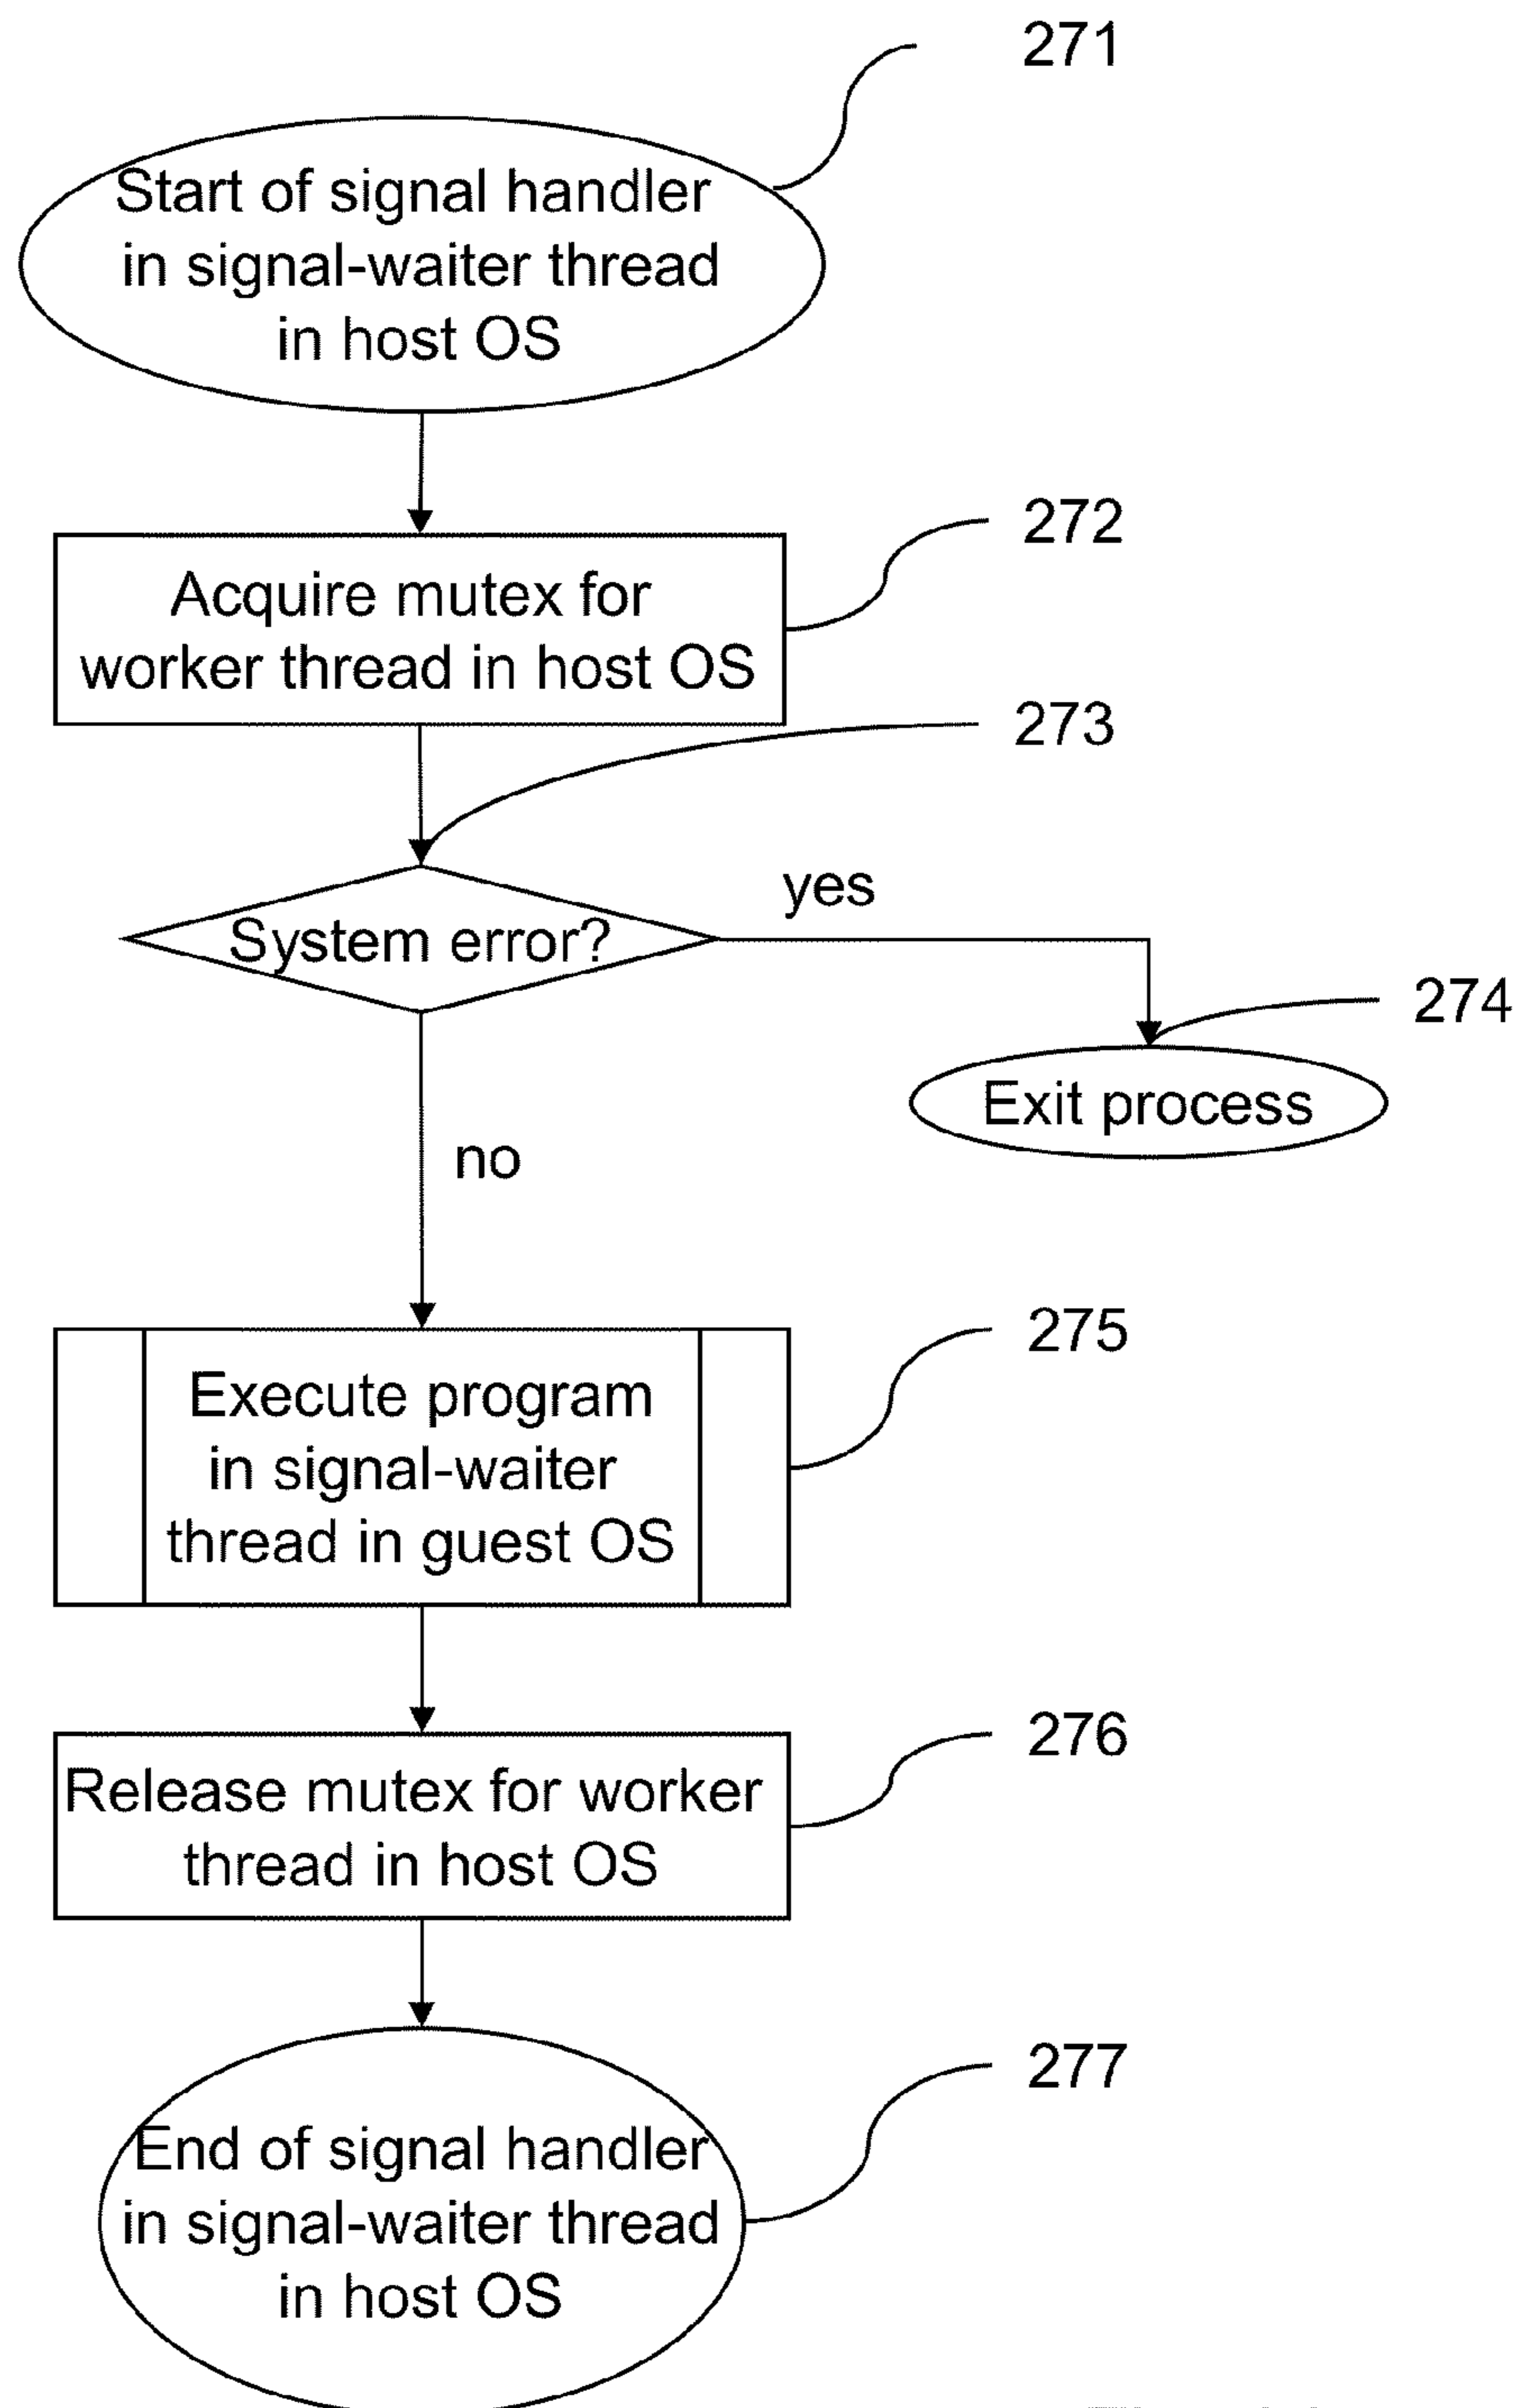 271
Start of signal handler
in signal-waiter thread
in host OS
272
Acquire mutex for
worker thread in host OS
273
System error?
yes
274
Exit process
no
275
Execute program
in signal-waiter
thread in guest OS
276
Release mutex for worker
thread in host OS
277
End of signal handler
in signal-waiter thread
in host OS